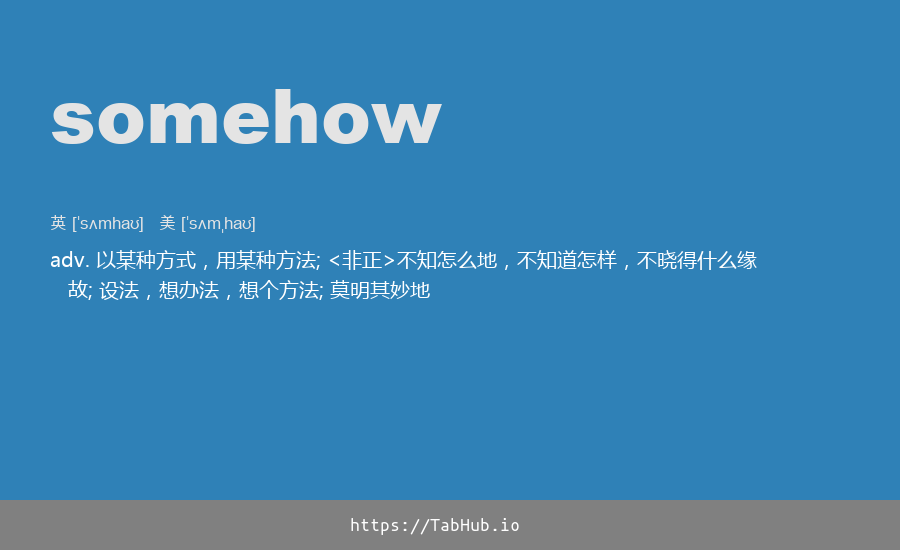 somehow
英 [ˈsʌmhaʊ] 美 [ˈsʌmˌhaʊ]
adv. 以某种方式，用某种方法; <非正>不知怎么地，不知道怎样，不晓得什么缘
故; 设法，想办法，想个方法; 莫明其妙地
https://TabHub.io